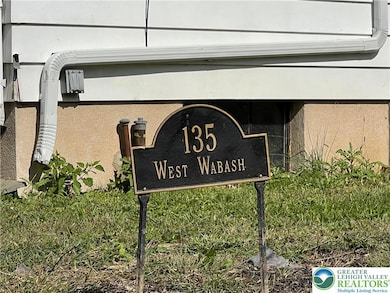 135
WEST WABASH
GREATER
LEHIGH VALLEY
REALTORS®
Multiple Listing Service